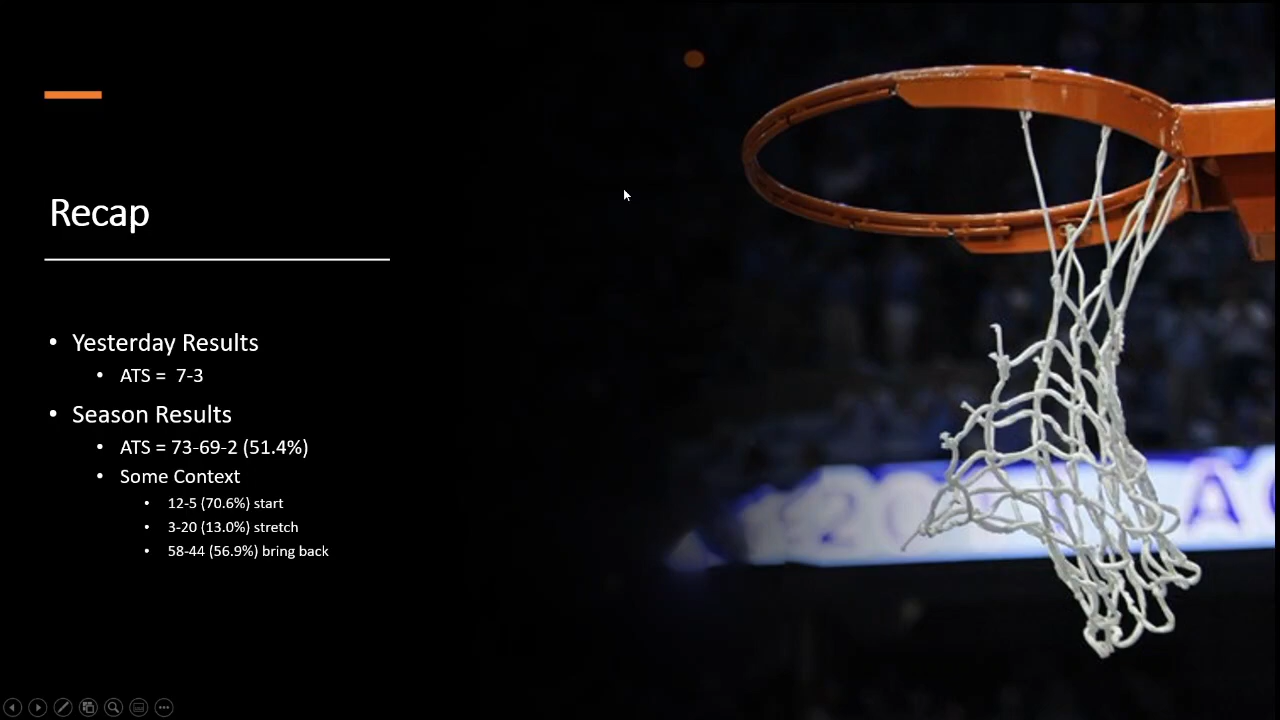 Recap
• Yesterday Results
• ATS = 7-3
• Season Results
• ATS = 73-69-2 (51.4%)
• Some Context
• 12-5 (70.6%) start
• 3-20 (13.0%) stretch
• 58-44 (56.9%) bring back